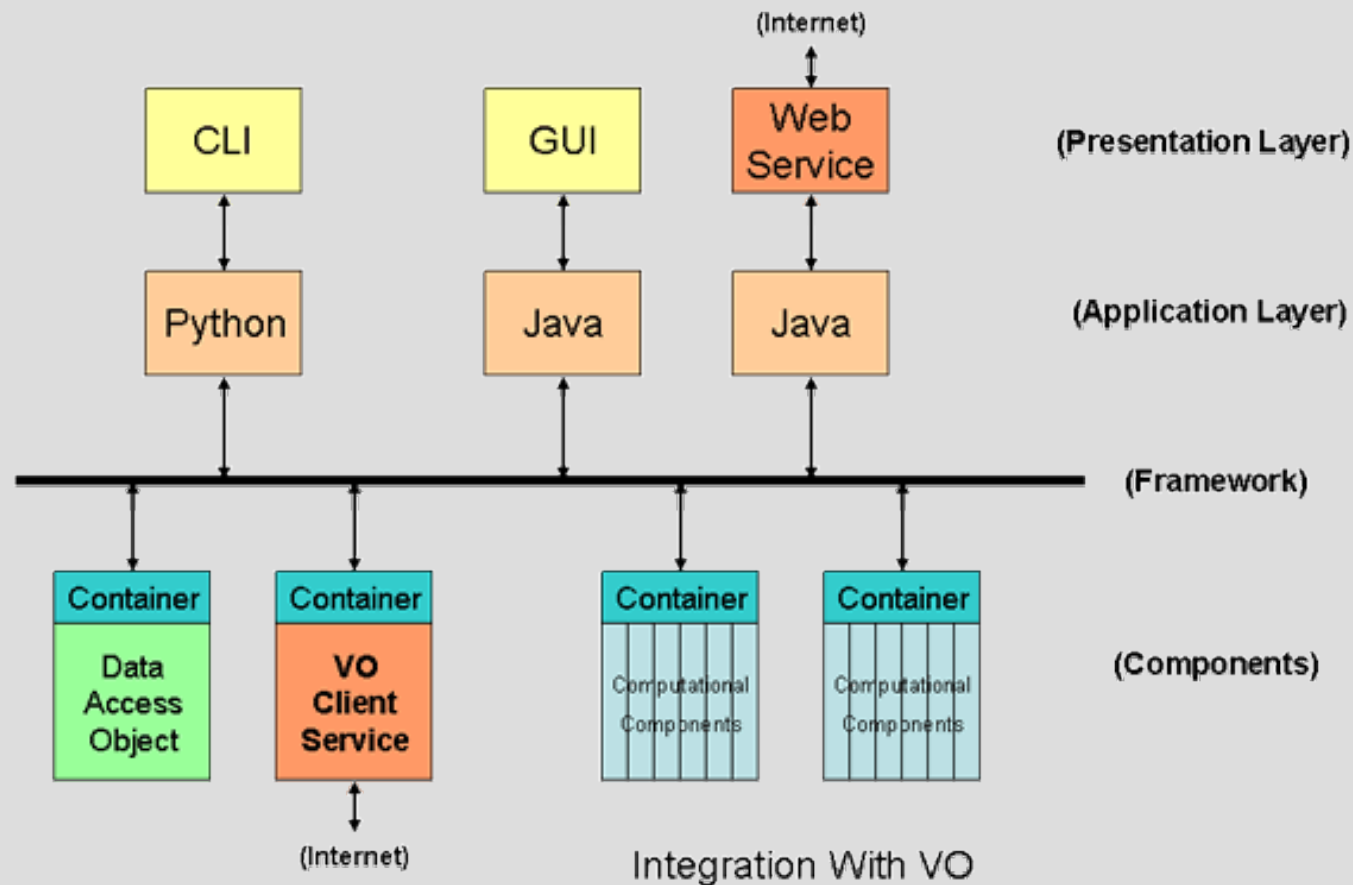 (Internet)
CLI
GUI
Web
Service
(Presentation Layer)
Python
Java
Java
(Application Layer)
(Framework)
Container
Container
Container
Container
Data
Access
Object
VO
Client
Service
Computational
Components
Computational
Components
(Components)
(Internet)
Integration With VO